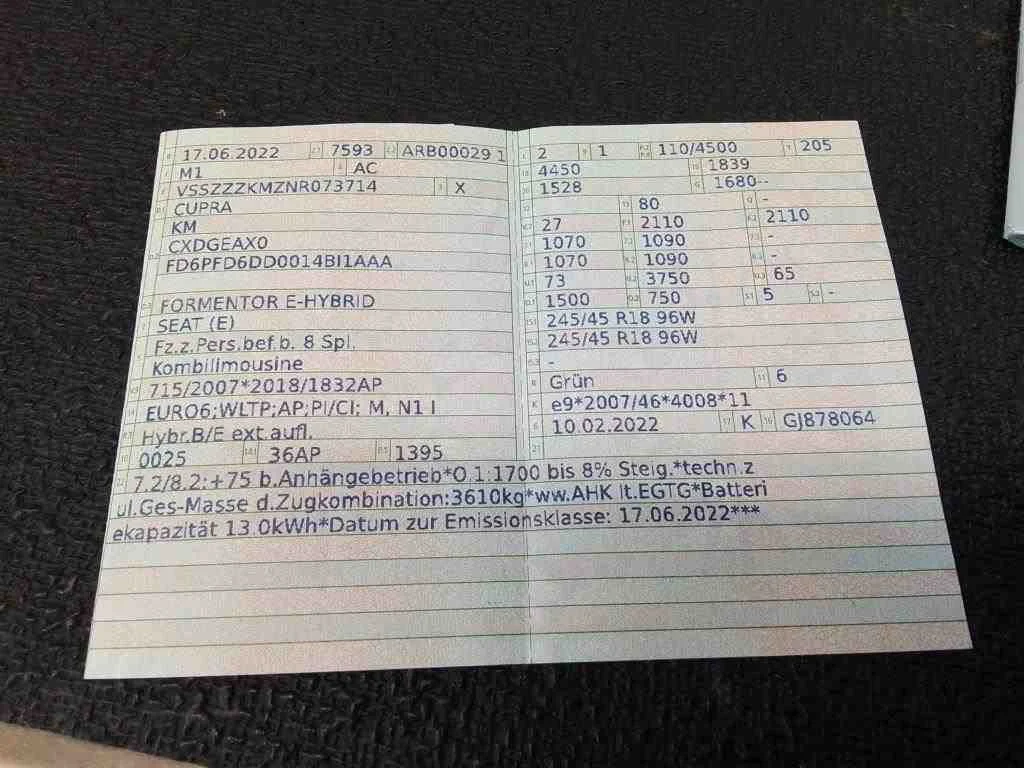 17.06.2022 7593 ARB00029 1
M1 AC
VSSZZZKMZNR073714 X
CUPRA
KM
CXDGEAX0
FD6PFD6DD0014BI1AAA
FORMENTOR E-HYBRID
SEAT (E)
Fz.z.Pers.bef.b. 8 Spl.
Kombilimousine
715/2007*2018/1832AP
EURO6;WLTP;AP;PI/CI; M, N1 I
Hybr.B/E ext.aufl.
0025 36AP 1395
2 1 110/4500 205
4450 1839
1528 1680--
80 -
27 2110 2110
1070 1090 -
1070 1090 -
73 3750 65
1500 750 5 -
245/45 R18 96W
245/45 R18 96W
-
Grün 6
e9*2007/46*4008*11
10.02.2022 K GJ878064
7.2/8.2:+75 b.Anhängebetrieb*O.1:1700 bis 8% Steig.*techn.z
ul.Ges-Masse d.Zugkombination:3610kg*ww.AHK lt.EGTG*Batteri
ekapazität 13.0kWh*Datum zur Emissionsklasse: 17.06.2022***